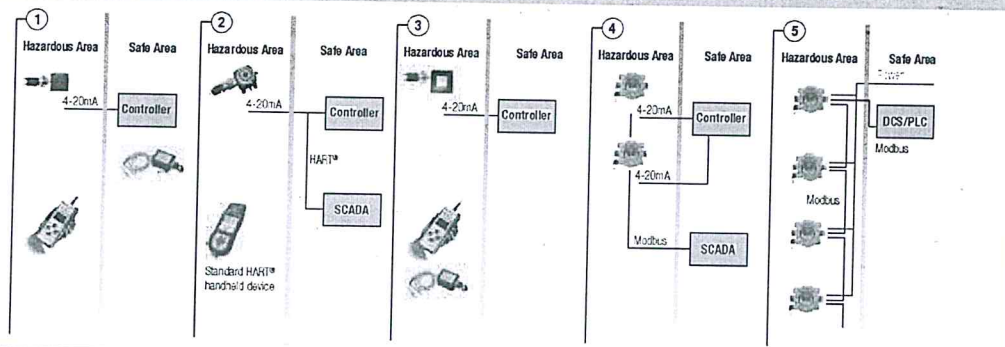 1
Hazardous Area Safe Area
4-20mA
Controller
2
Hazardous Area Safe Area
4-20mA
Controller
HART®
SCADA
Standard HART®
handheld device
3
Hazardous Area Safe Area
4-20mA
Controller
4
Hazardous Area Safe Area
4-20mA
Controller
4-20mA
Modbus
SCADA
5
Hazardous Area Safe Area
Power
DCS/PLC
Modbus
Modbus